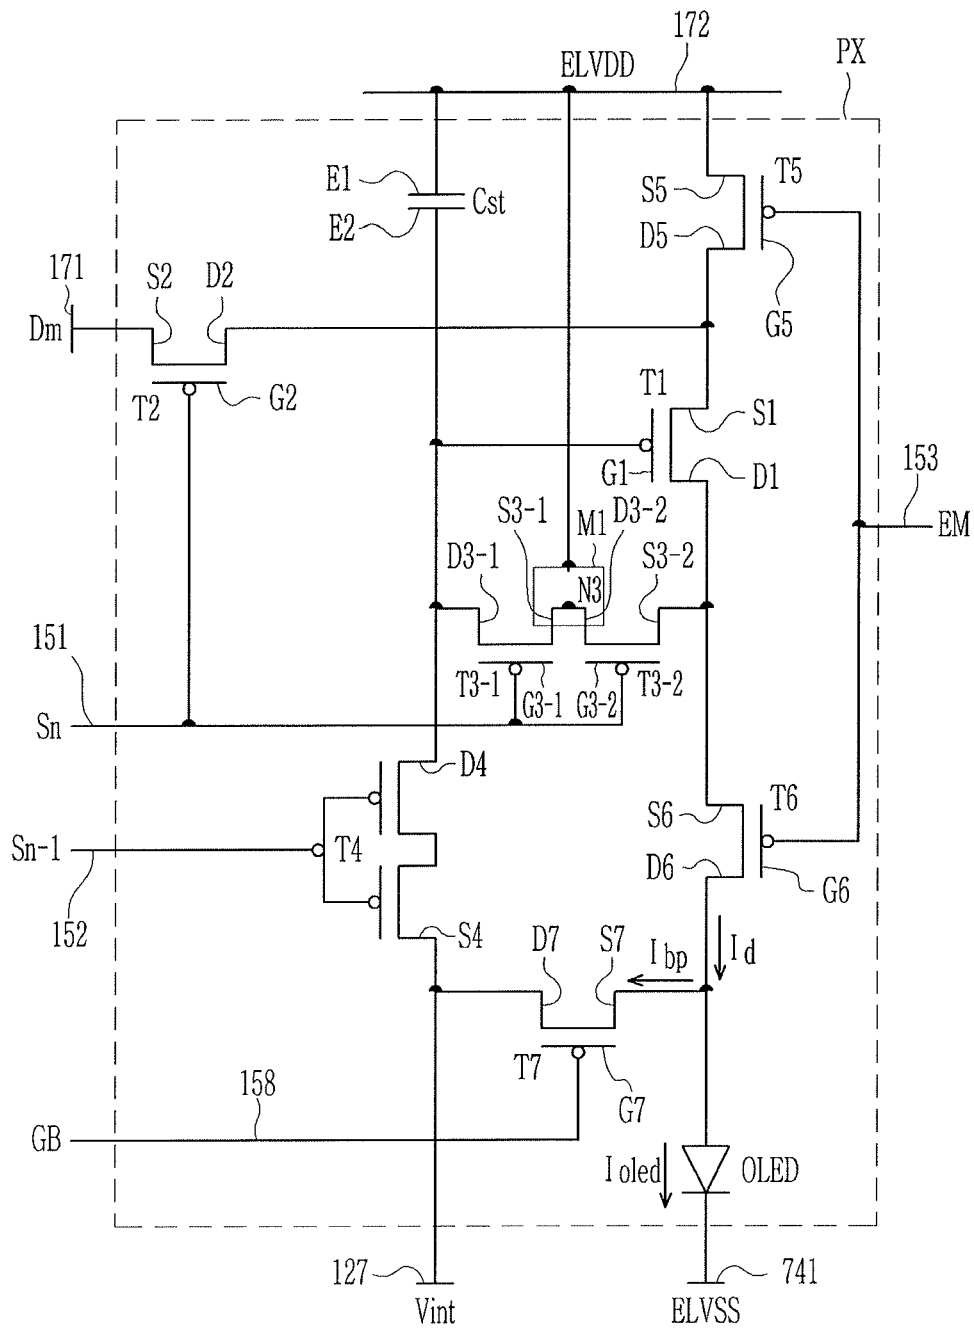 172
ELVDD
PX
E1
Cst
E2
S5
T5
D5
G5
171
S2
D2
Dm
T2
G2
T1
S1
G1
D1
153
EM
S3-1
M1
D3-2
D3-1
N3
S3-2
151
T3-1
G3-1
G3-2
T3-2
Sn
D4
T6
S6
Sn-1
T4
D6
G6
152
S4
D7
S7
Ibp
Id
T7
G7
158
GB
Ioled
OLED
127
741
Vint
ELVSS